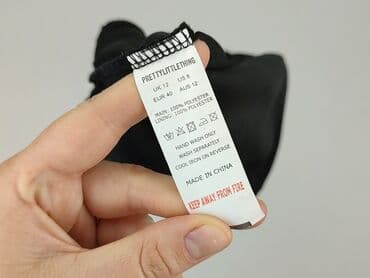 PRETTYLITTLETHING
UK 12 US 8
EUR 40 AUS 12
MAIN: 100% POLYESTER
LINING: 100% POLYESTER
HAND WASH ONLY
WASH SEPARATELY
COOL IRON ON REVERSE
MADE IN CHINA
KEEP AWAY FROM FIRE